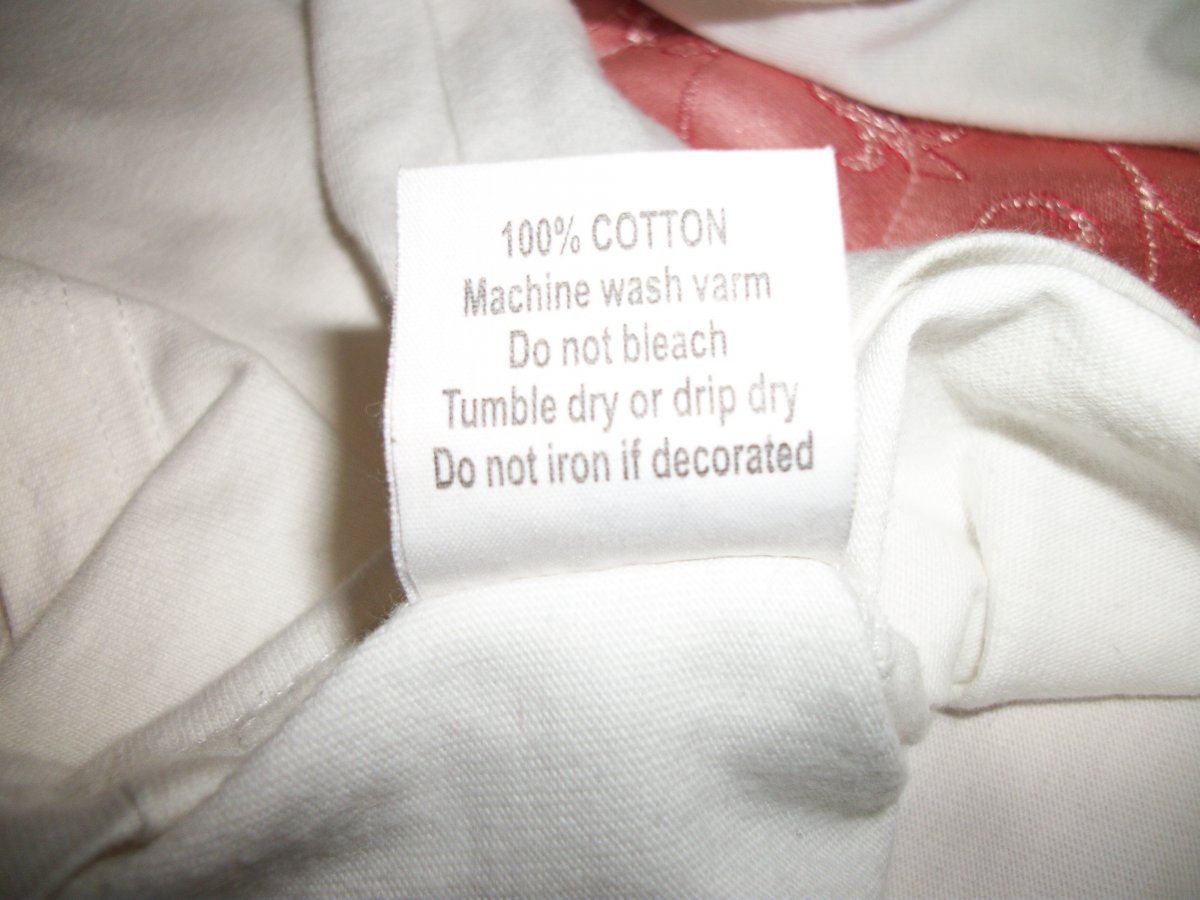 100% COTTON
Machine wash varm
Do not bleach
Tumble dry or drip dry
Do not iron if decorated